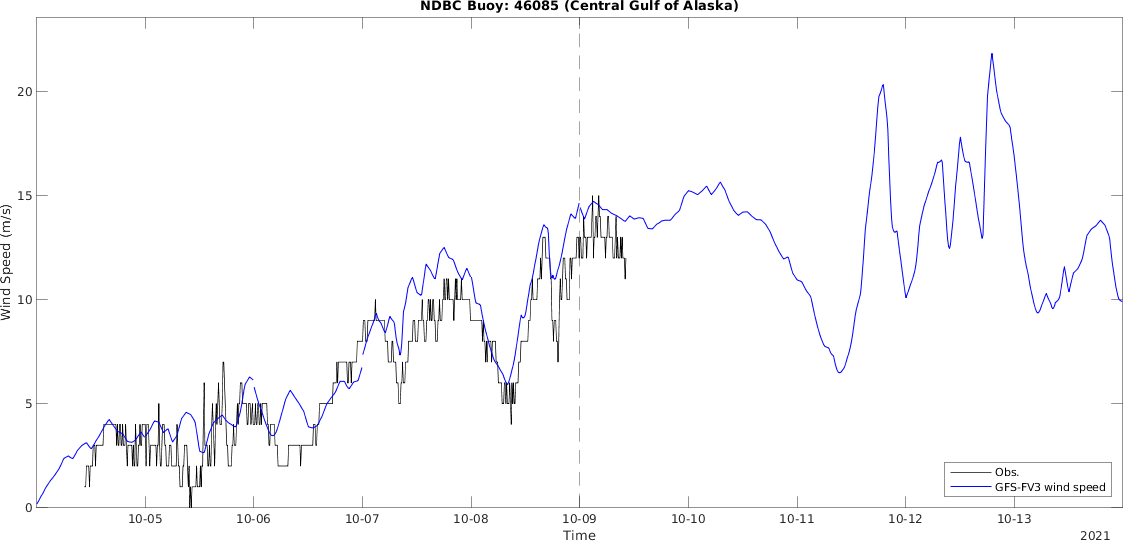 NDBC Buoy: 46085 (Central Gulf of Alaska)
Wind Speed (m/s)
20
15
10
5
0
10-05 10-06 10-07 10-08 10-09 10-10 10-11 10-12 10-13
Time
2021
Obs.
GFS-FV3 wind speed